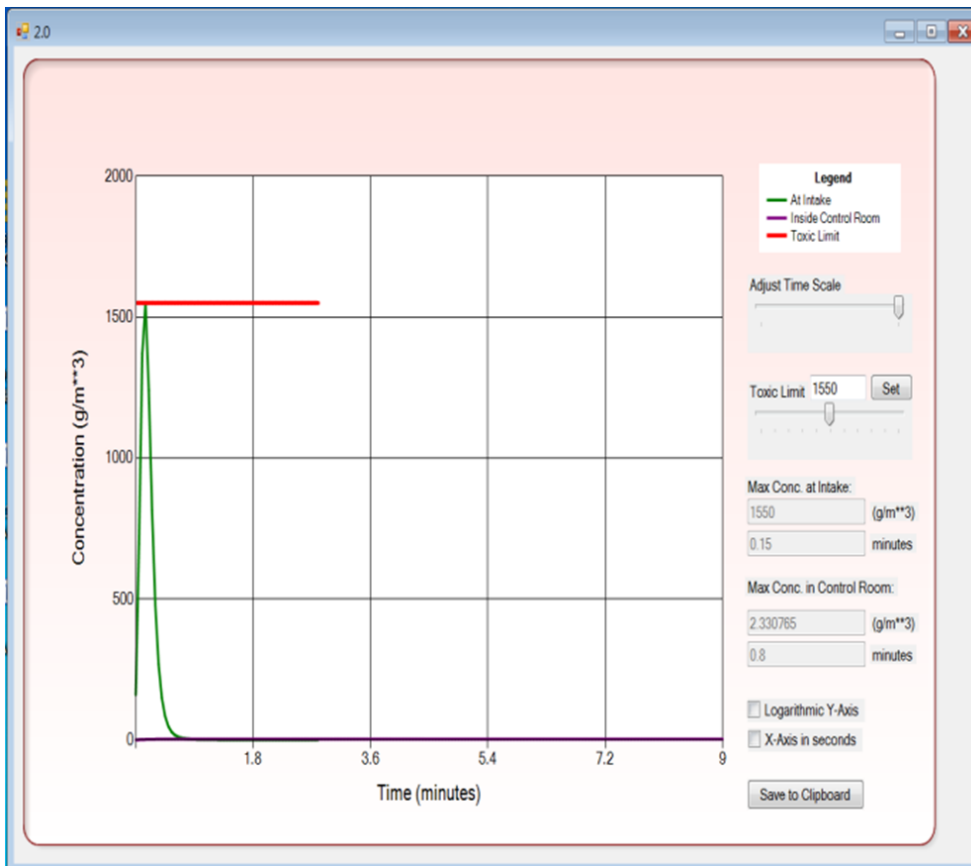 2.0
2000
1500
1000
500
0
1.8 3.6 5.4 7.2 9
Concentration (g/m**3)
Time (minutes)
Legend
At Intake
Inside Control Room
Toxic Limit
Adjust Time Scale
Toxic Limit 1550 Set
Max Conc. at Intake:
1550 (g/m**3)
0.15 minutes
Max Conc. in Control Room:
2.330765 (g/m**3)
0.8 minutes
Logarithmic Y-Axis
X-Axis in seconds
Save to Clipboard